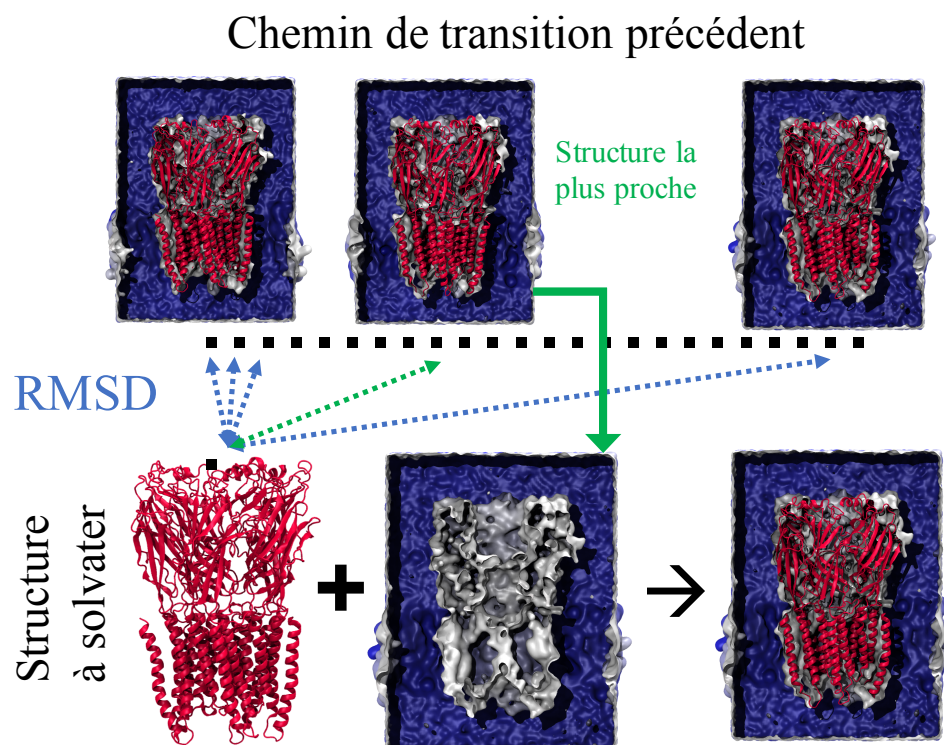 Chemin de transition précédent
Structure la
plus proche
RMSD
Structure
à solvater